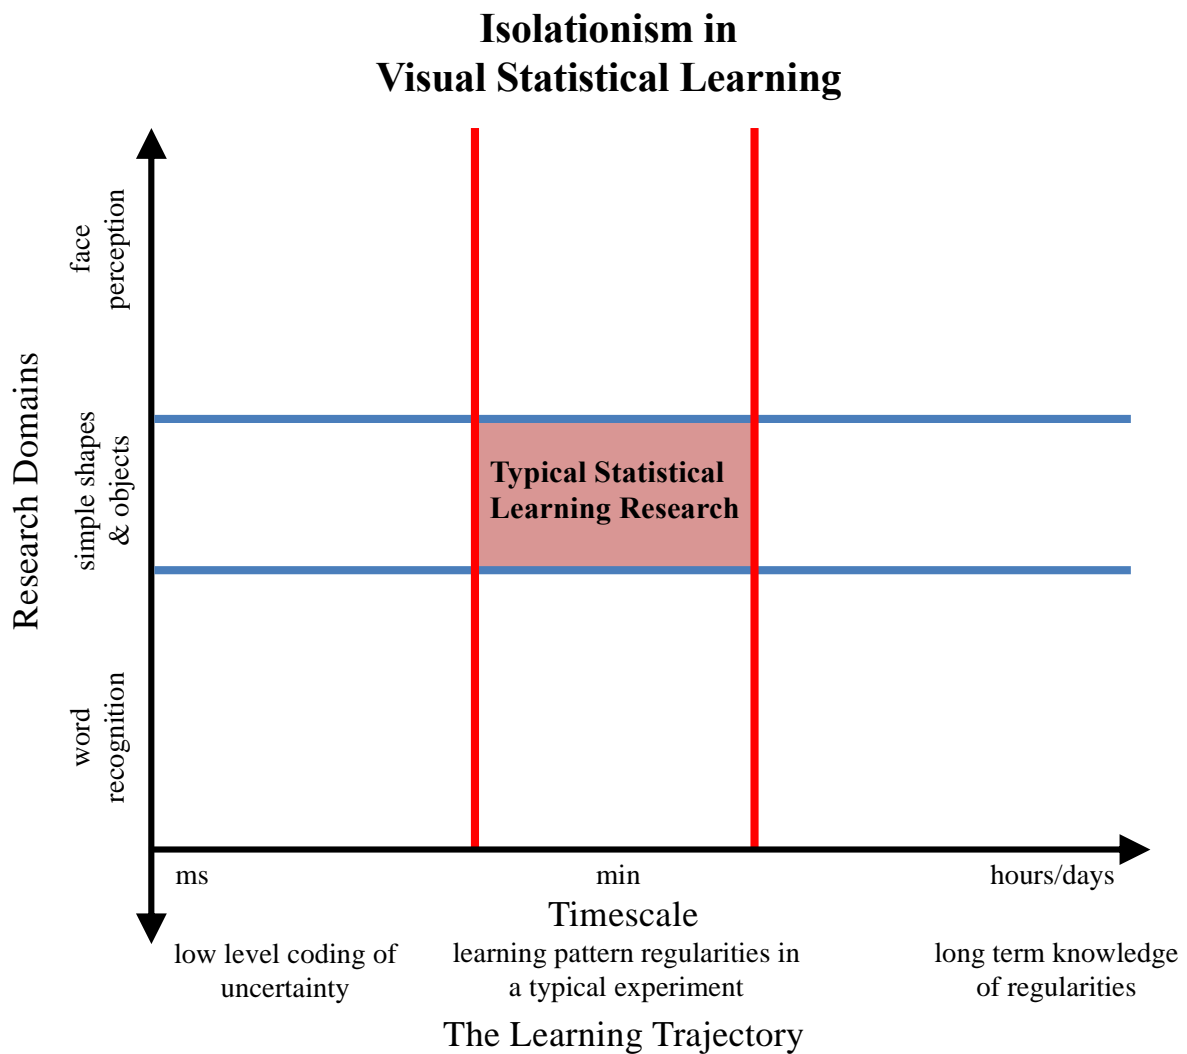 Isolationism in
Visual Statistical Learning
Research Domains
face
perception
simple shapes
& objects
word
recognition
Typical Statistical
Learning Research
ms
min
hours/days
Timescale
low level coding of
uncertainty
learning pattern regularities in
a typical experiment
long term knowledge
of regularities
The Learning Trajectory